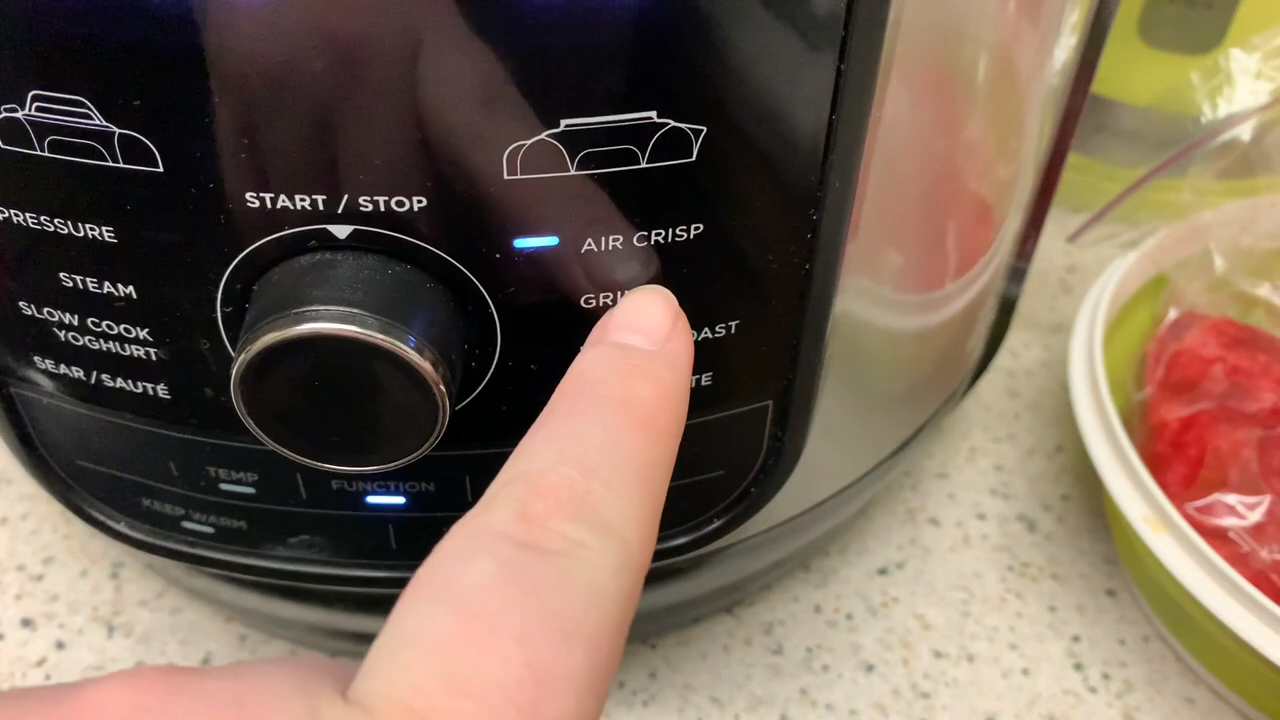 PRESSURE
STEAM
SLOW COOK
YOGHURT
SEAR / SAUTÉ
START / STOP
AIR CRISP
TEMP
FUNCTION
KEEP WARM